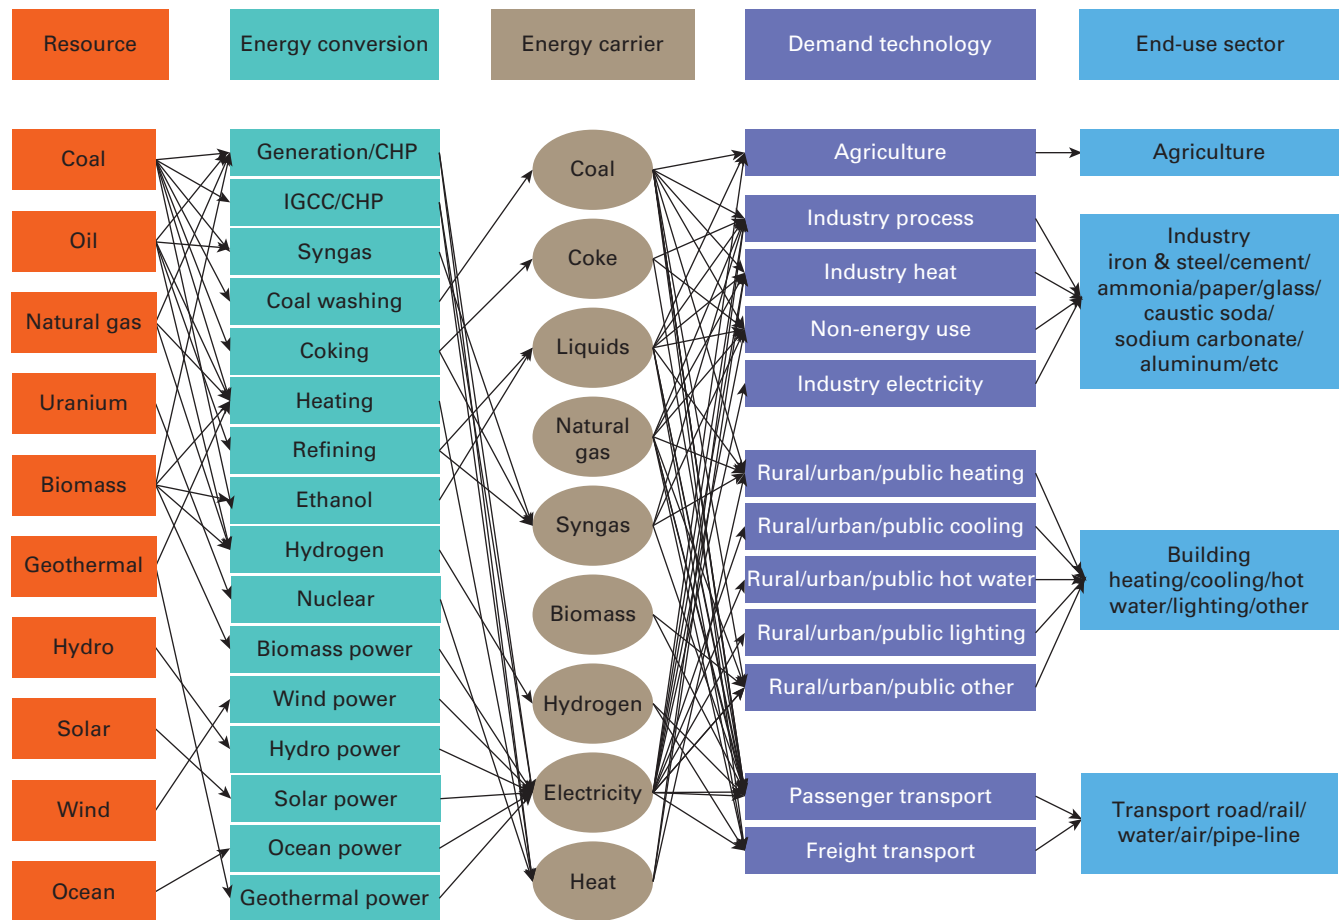 Resource
Energy conversion
Energy carrier
Demand technology
End-use sector
Coal
Oil
Natural gas
Uranium
Biomass
Geothermal
Hydro
Solar
Wind
Ocean
Generation/CHP
IGCC/CHP
Syngas
Coal washing
Coking
Heating
Refining
Ethanol
Hydrogen
Nuclear
Biomass power
Wind power
Hydro power
Solar power
Ocean power
Geothermal power
Coal
Coke
Liquids
Natural
gas
Syngas
Biomass
Hydrogen
Electricity
Heat
Agriculture
Industry process
Industry heat
Non-energy use
Industry electricity
Rural/urban/public heating
Rural/urban/public cooling
Rural/urban/public hot water
Rural/urban/public lighting
Rural/urban/public other
Passenger transport
Freight transport
Agriculture
Industry
iron & steel/cement/
ammonia/paper/glass/
caustic soda/
sodium carbonate/
aluminum/etc
Building
heating/cooling/hot
water/lighting/other
Transport road/rail/
water/air/pipe-line